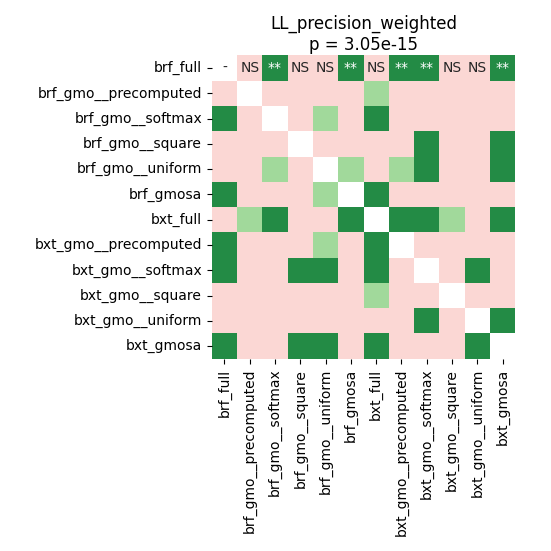 LL_precision_weighted
p = 3.05e-15
brf_full - NS ** NS NS ** NS ** ** NS NS **
brf_gmo__precomputed
brf_gmo__softmax
brf_gmo__square
brf_gmo__uniform
brf_gmosa
bxt_full
bxt_gmo__precomputed
bxt_gmo__softmax
bxt_gmo__square
bxt_gmo__uniform
bxt_gmosa
brf_full
brf_gmo__precomputed
brf_gmo__softmax
brf_gmo__square
brf_gmo__uniform
brf_gmosa
bxt_full
bxt_gmo__precomputed
bxt_gmo__softmax
bxt_gmo__square
bxt_gmo__uniform
bxt_gmosa